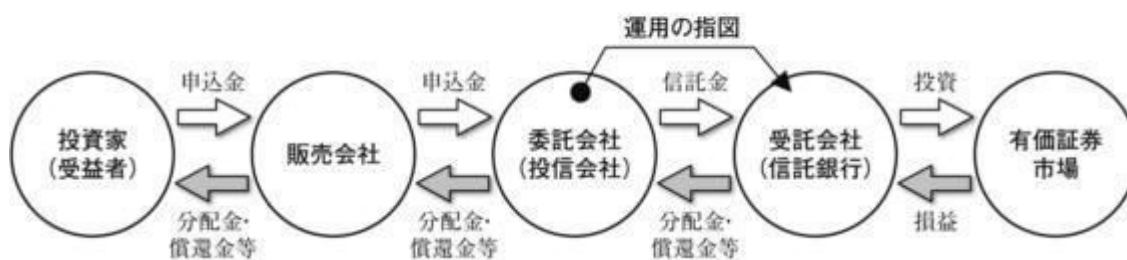 運用の指図
申込金
申込金
信託金
投資
投資家
(受益者)
販売会社
委託会社
(投信会社)
受託会社
(信託銀行)
有価証券
市場
分配金・
償還金等
分配金・
償還金等
分配金・
償還金等
損益